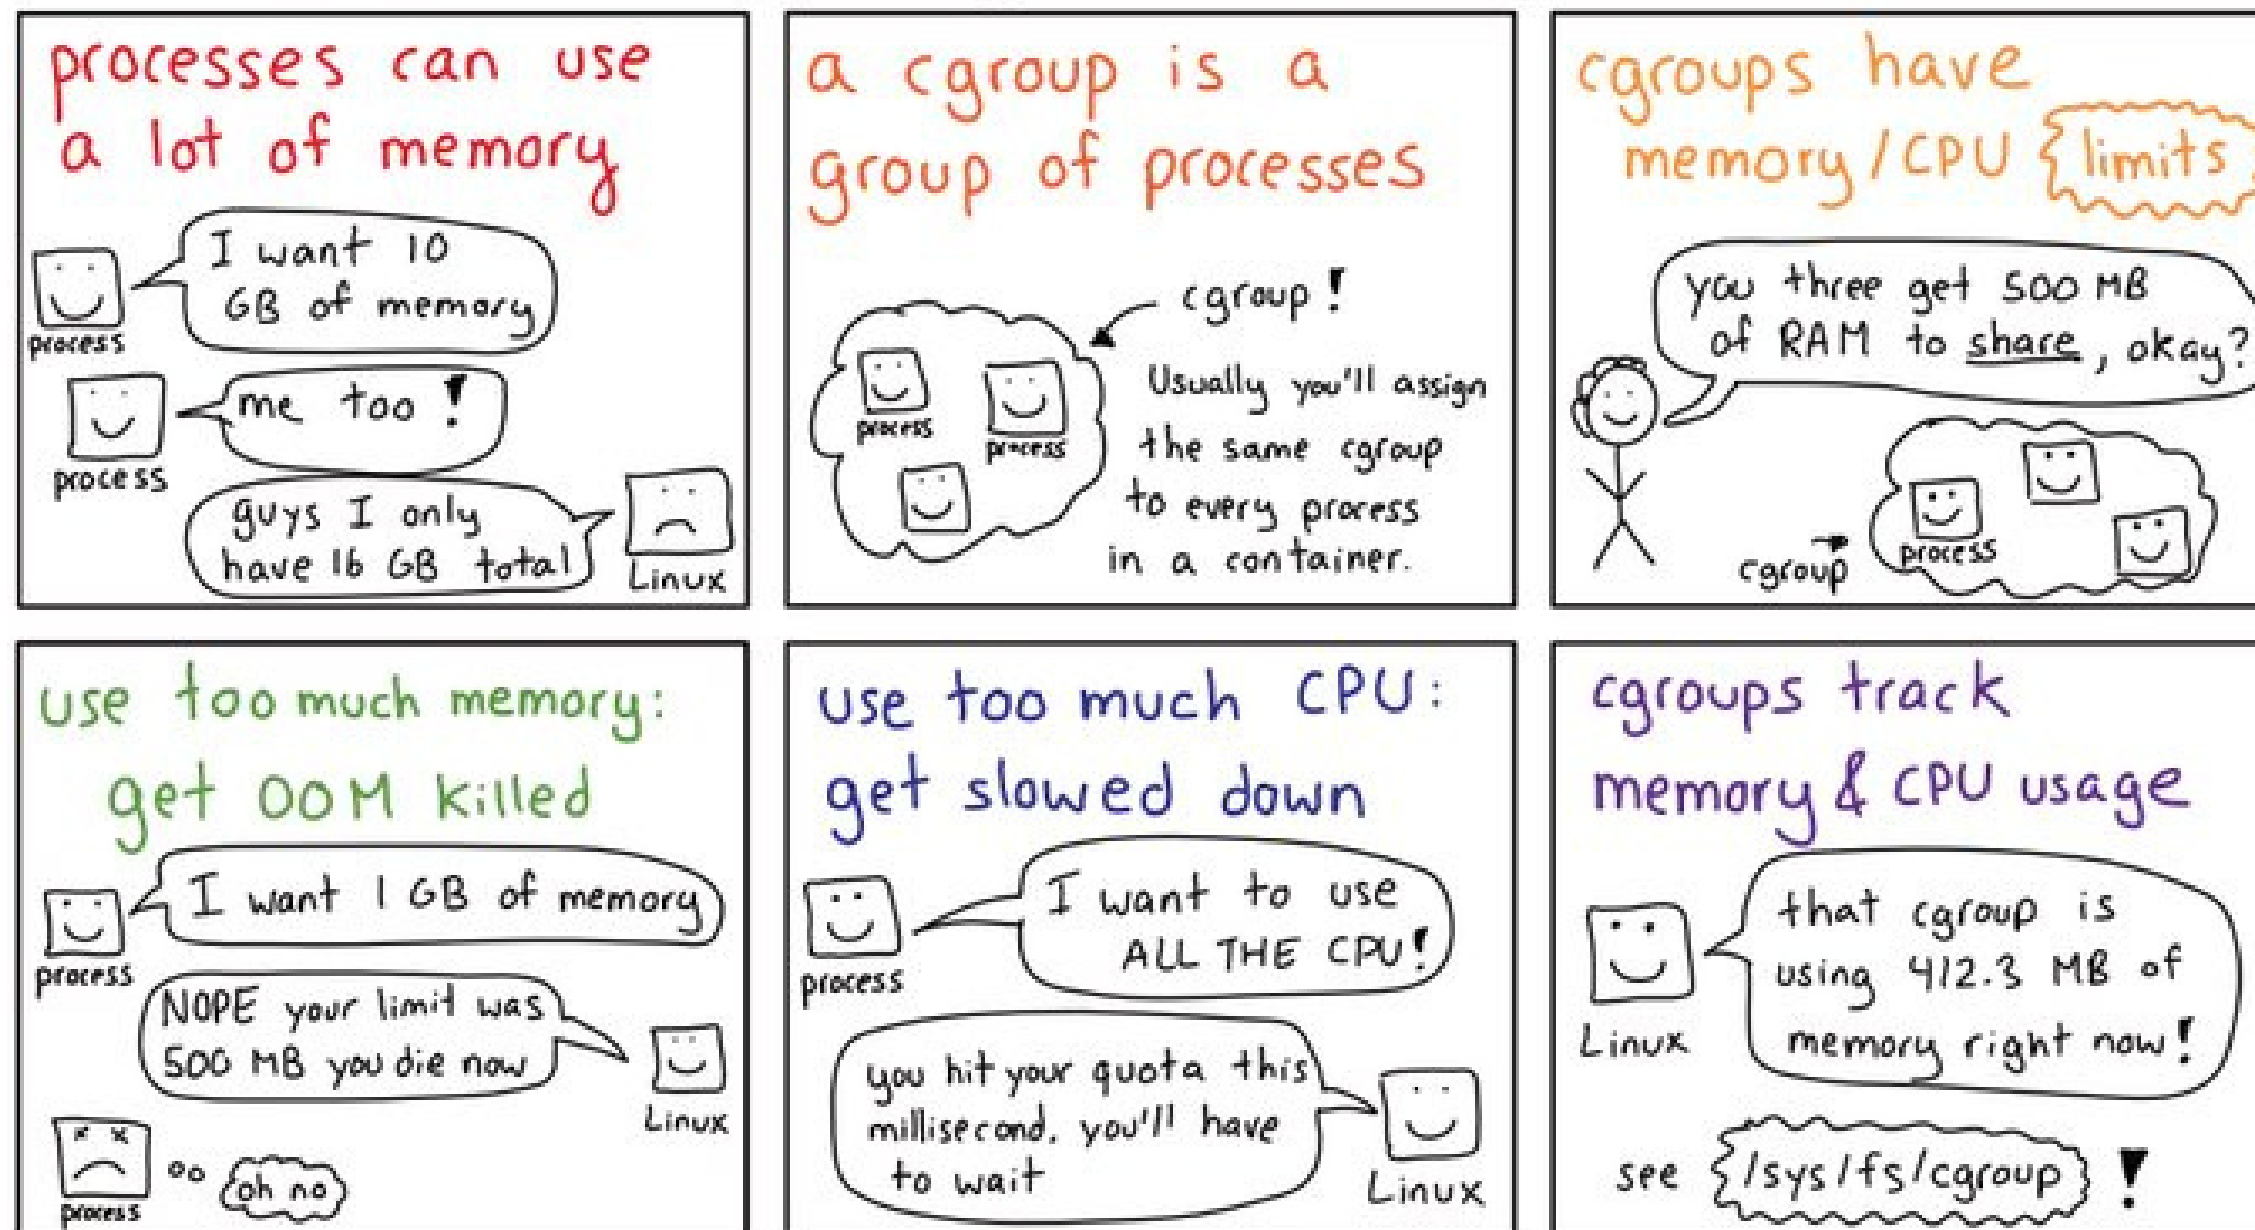 processes can use
a lot of memory
I want 10
GB of memory
process
me too!
process
guys I only
have 16 GB total
Linux
a cgroup is a
group of processes
cgroup!
process
process
Usually you'll assign
the same cgroup
to every process
in a container.
cgroups have
memory/CPU limits
you three get 500 MB
of RAM to share, okay?
cgroup
process
use too much memory:
get OOM killed
I want 1 GB of memory
process
NOPE your limit was
500 MB you die now
Linux
process
oh no
use too much CPU:
get slowed down
I want to use
ALL THE CPU!
process
you hit your quota this
millisecond. you'll have
to wait
Linux
cgroups track
memory & CPU usage
that cgroup is
using 412.3 MB of
memory right now!
Linux
see /sys/fs/cgroup!